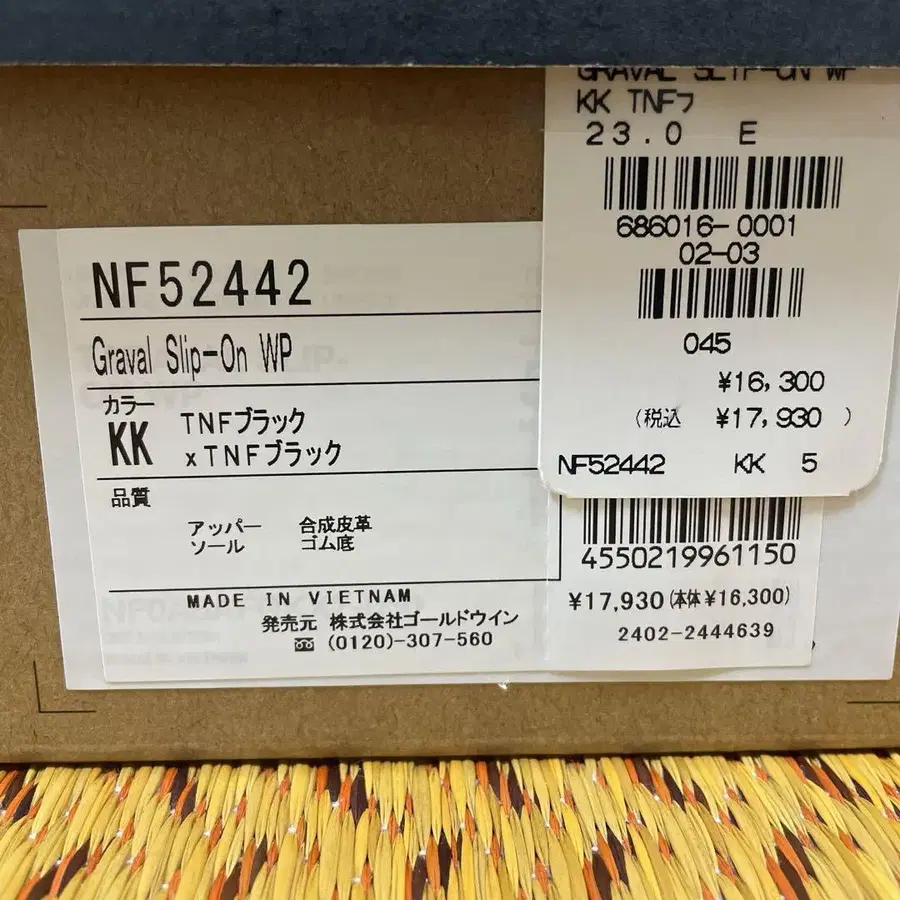 GRAVAL SLIP-ON WP
KK TNFフ
23.0 E
686016-0001
02-03
045
¥16,300
(税込 ¥17,930 )
NF52442 KK 5
NF52442
Graval Slip-On WP
カラー
KK TNFブラック
xTNFブラック
品質
アッパー 合成皮革
ソール ゴム底
MADE IN VIETNAM
発売元 株式会社ゴールドウイン
(0120)-307-560
4550219961150
¥17,930(本体¥16,300)
2402-2444639